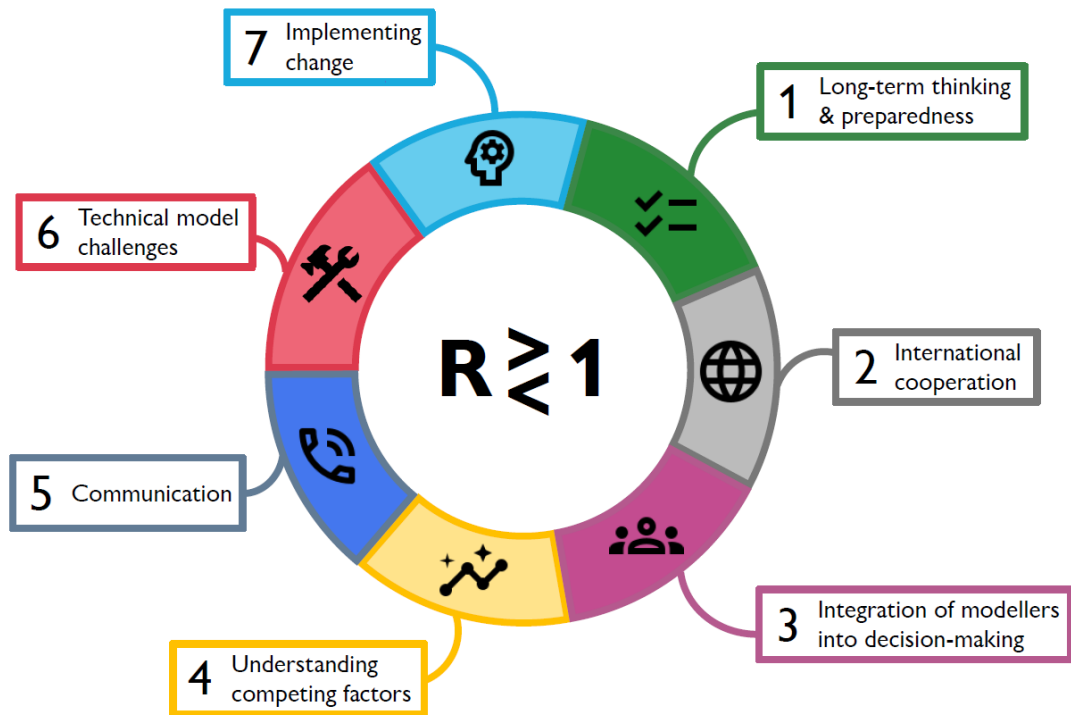 1 Long-term thinking
& preparedness
2 International
cooperation
3 Integration of modellers
into decision-making
4 Understanding
competing factors
5 Communication
6 Technical model
challenges
7 Implementing
change
R ⪌ 1